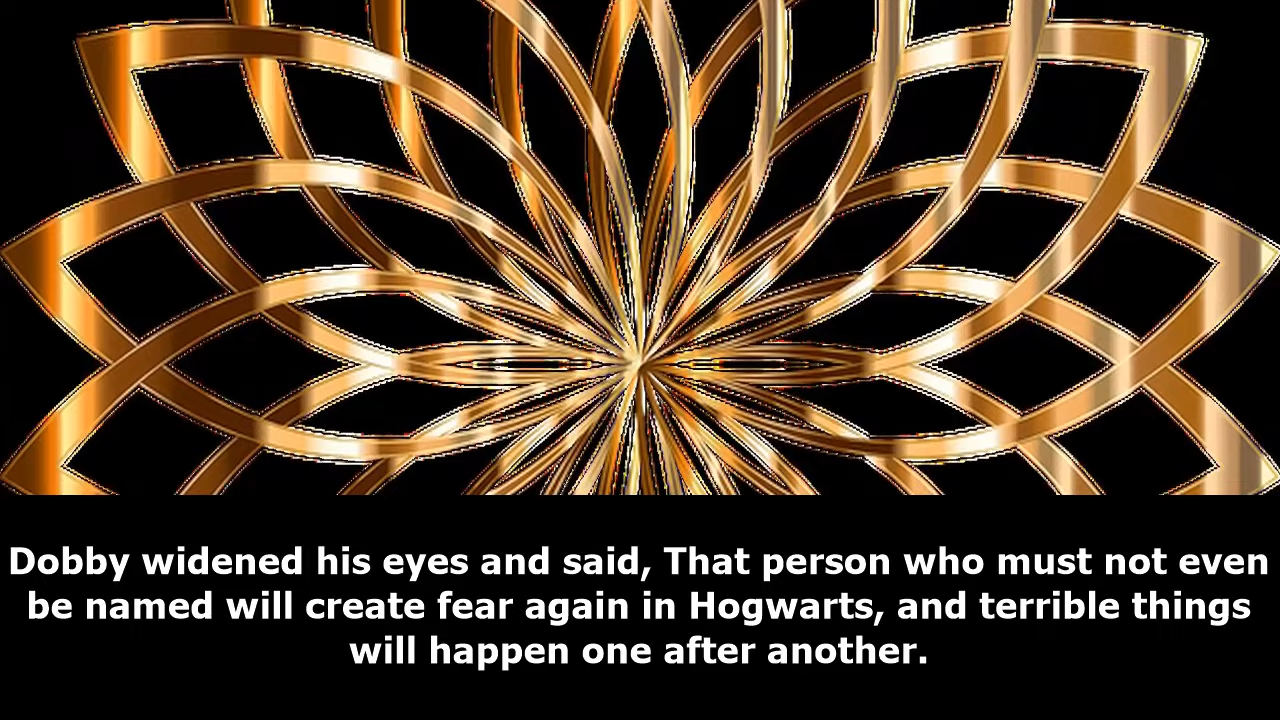 Dobby widened his eyes and said, That person who must not even
be named will create fear again in Hogwarts, and terrible things
will happen one after another.